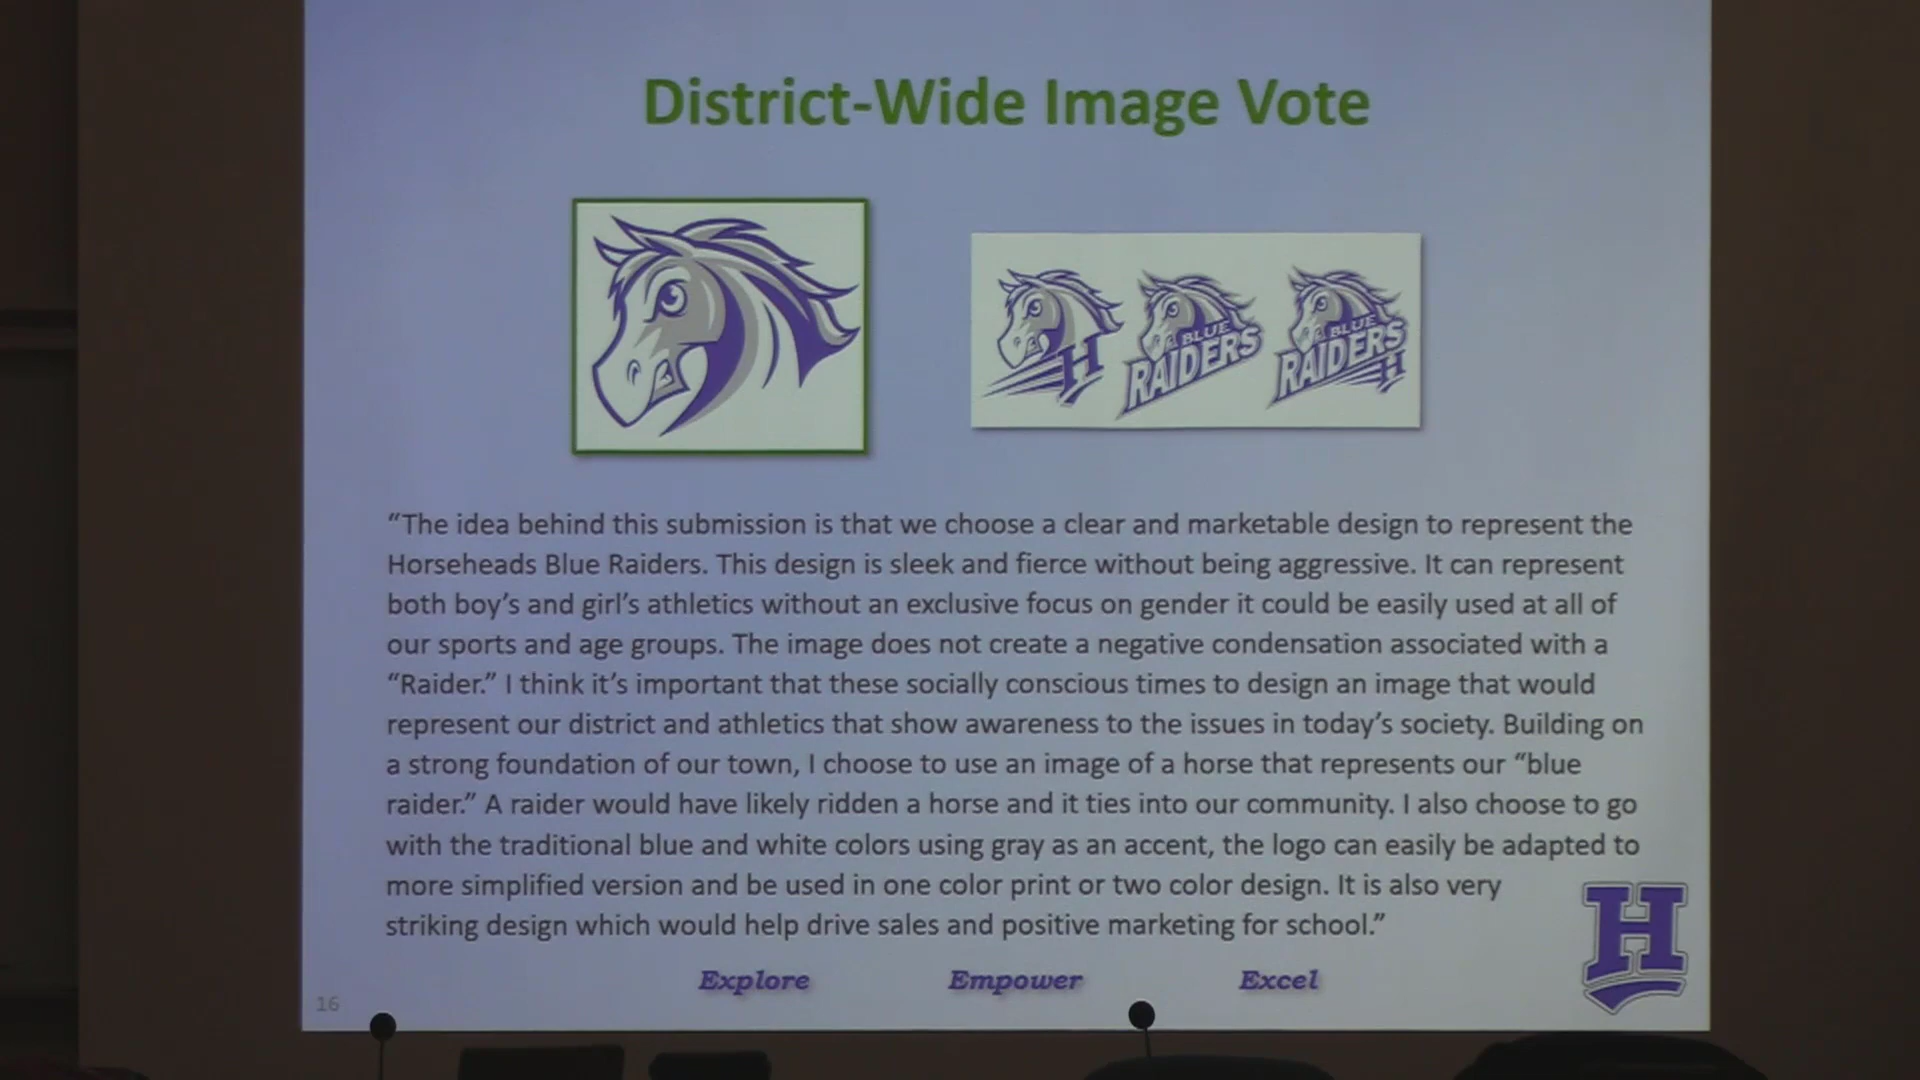 District-Wide Image Vote
H
BLUE
RAIDERS
BLUE
RAIDERS
H
“The idea behind this submission is that we choose a clear and marketable design to represent the
Horseheads Blue Raiders. This design is sleek and fierce without being aggressive. It can represent
both boy’s and girl’s athletics without an exclusive focus on gender it could be easily used at all of
our sports and age groups. The image does not create a negative condensation associated with a
“Raider.” I think it’s important that these socially conscious times to design an image that would
represent our district and athletics that show awareness to the issues in today’s society. Building on
a strong foundation of our town, I choose to use an image of a horse that represents our “blue
raider.” A raider would have likely ridden a horse and it ties into our community. I also choose to go
with the traditional blue and white colors using gray as an accent, the logo can easily be adapted to
more simplified version and be used in one color print or two color design. It is also very
striking design which would help drive sales and positive marketing for school.”
H
Explore Empower Excel
16